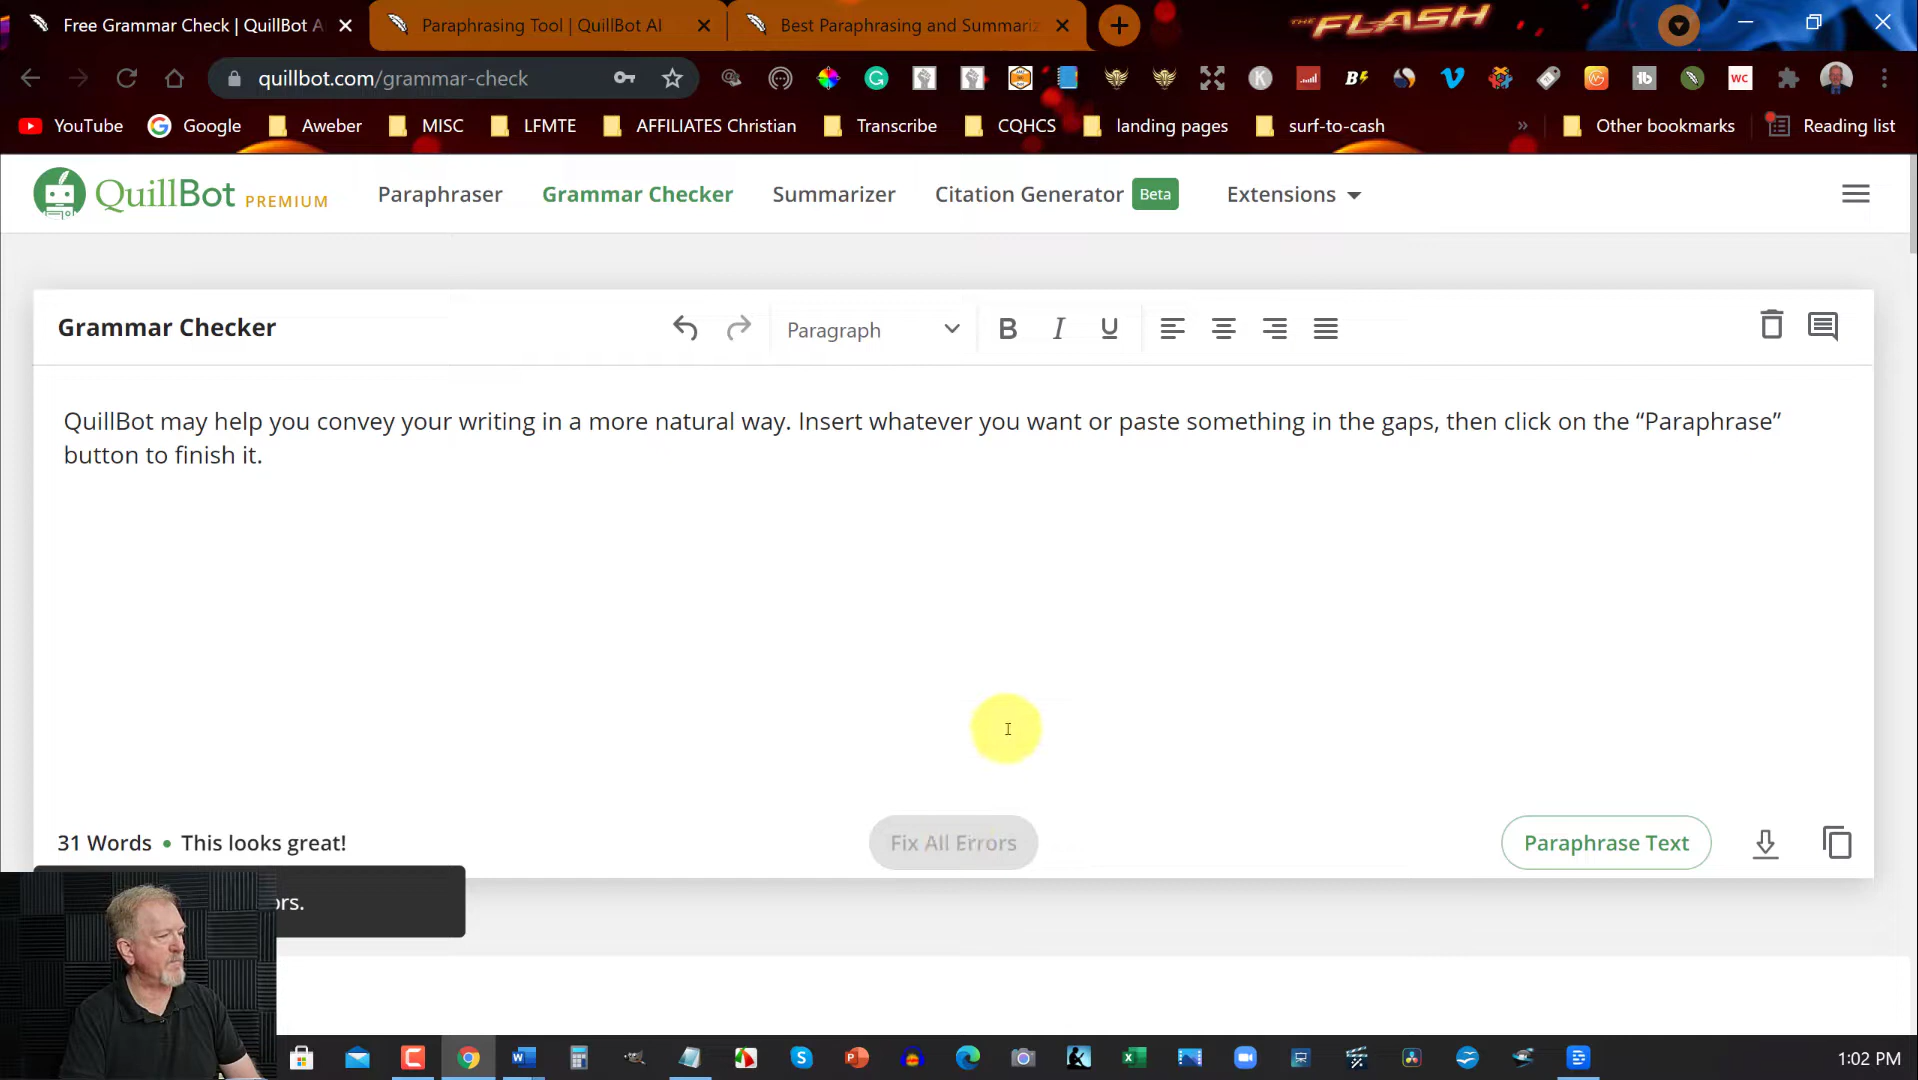 Free Grammar Check | QuillBot A
Paraphrasing Tool | QuillBot AI
Best Paraphrasing and Summariz
THE FLASH
quillbot.com/grammar-check
YouTube
Google
Aweber
MISC
LFMTE
AFFILIATES Christian
Transcribe
CQHCS
landing pages
surf-to-cash
»
Other bookmarks
Reading list
QuillBot PREMIUM
Paraphraser
Grammar Checker
Summarizer
Citation Generator Beta
Extensions
Grammar Checker
Paragraph
B I U
QuillBot may help you convey your writing in a more natural way. Insert whatever you want or paste something in the gaps, then click on the “Paraphrase”
button to finish it.
31 Words • This looks great!
Fix All Errors
Paraphrase Text
ors.
1:02 PM